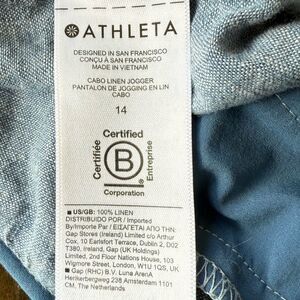 ATHLETA
DESIGNED IN SAN FRANCISCO
CONÇU À SAN FRANCISCO
MADE IN VIETNAM
CABO LINEN JOGGER
PANTALON DE JOGGING EN LIN
CABO
14
Certified
Certifiée
B
Entreprise
Corporation
US/GB: 100% LINEN
DISTRIBUIDO POR / Imported
By/Importe Par / ΕΙΣΑΓΕΤΑΙ ΑΠΟ ΤΗΝ:
Gap Stores (Ireland) Limited c/o Arthur
Cox, 10 Earlsfort Terrace, Dublin 2, D02
T380, Ireland, Gap (UK Holdings)
Limited, 2nd Floor Nations House, 103
Wigmore Street, London, W1U 1QS, UK
Gap (RHC) B.V. Luna ArenA
Herikerbergweg 238 Amsterdam 1101
CM, The Netherlands